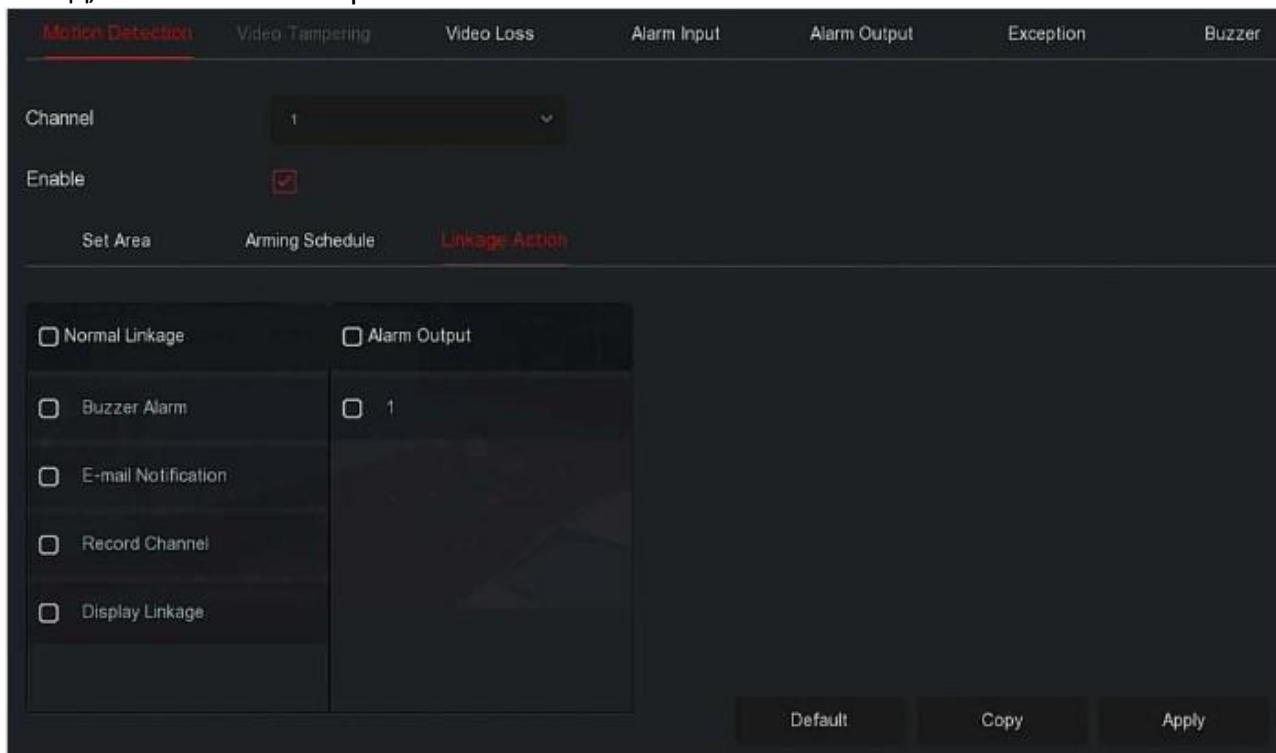 Motion Detection Video Tampering Video Loss Alarm Input Alarm Output Exception Buzzer
Channel 1
Enable
Set Area Arming Schedule Linkage Action
Normal Linkage Alarm Output
Buzzer Alarm 1
E-mail Notification
Record Channel
Display Linkage
Default Copy Apply